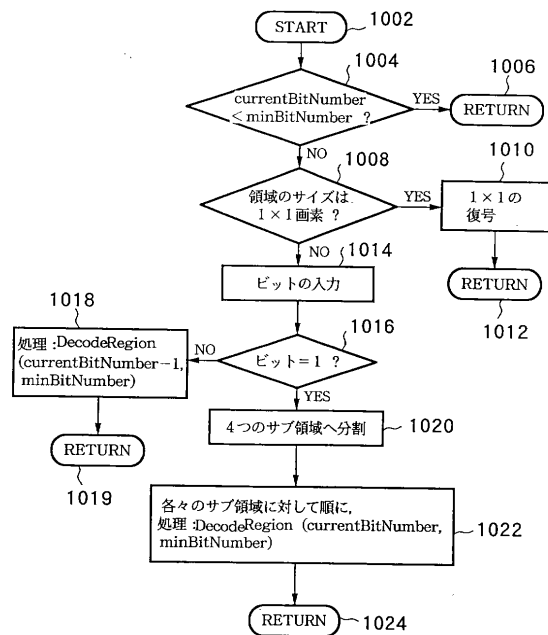 START
1002
1004
currentBitNumber
< minBitNumber ?
YES
1006
RETURN
NO
1008
領域のサイズは
1×1画素 ?
YES
1010
1×1の
復号
NO
1014
RETURN
1012
ビットの入力
1018
処理:DecodeRegion
(currentBitNumber−1,
minBitNumber)
NO
1016
ビット=1 ?
YES
RETURN
1019
4つのサブ領域へ分割
1020
各々のサブ領域に対して順に,
処理:DecodeRegion (currentBitNumber,
minBitNumber)
1022
RETURN
1024